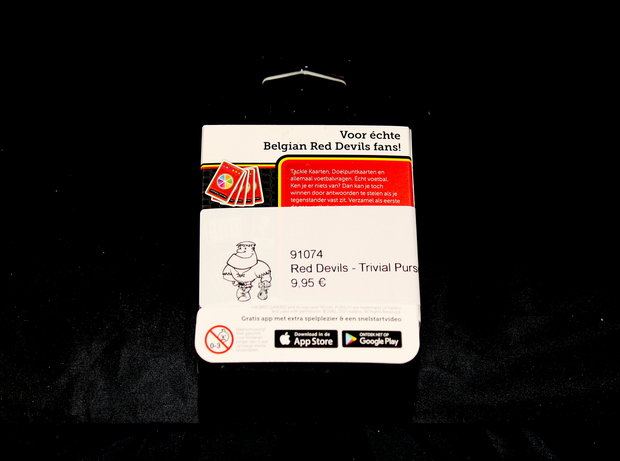 Voor échte
Belgian Red Devils fans!
Tackle Kaarten, Doelpuntkaarten en
allemaal voetbalvragen. Echt voetbal.
Ken je er niets van? Dan kan je toch
winnen door antwoorden te stelen als je
tegenstander vast zit. Verzamel als eerste
91074
Red Devils - Trivial Purs
9.95 €
Gratis app met extra spelplezier & een snelstartvideo
0-3
Download in de
App Store
ONTDEK HET OP
Google Play